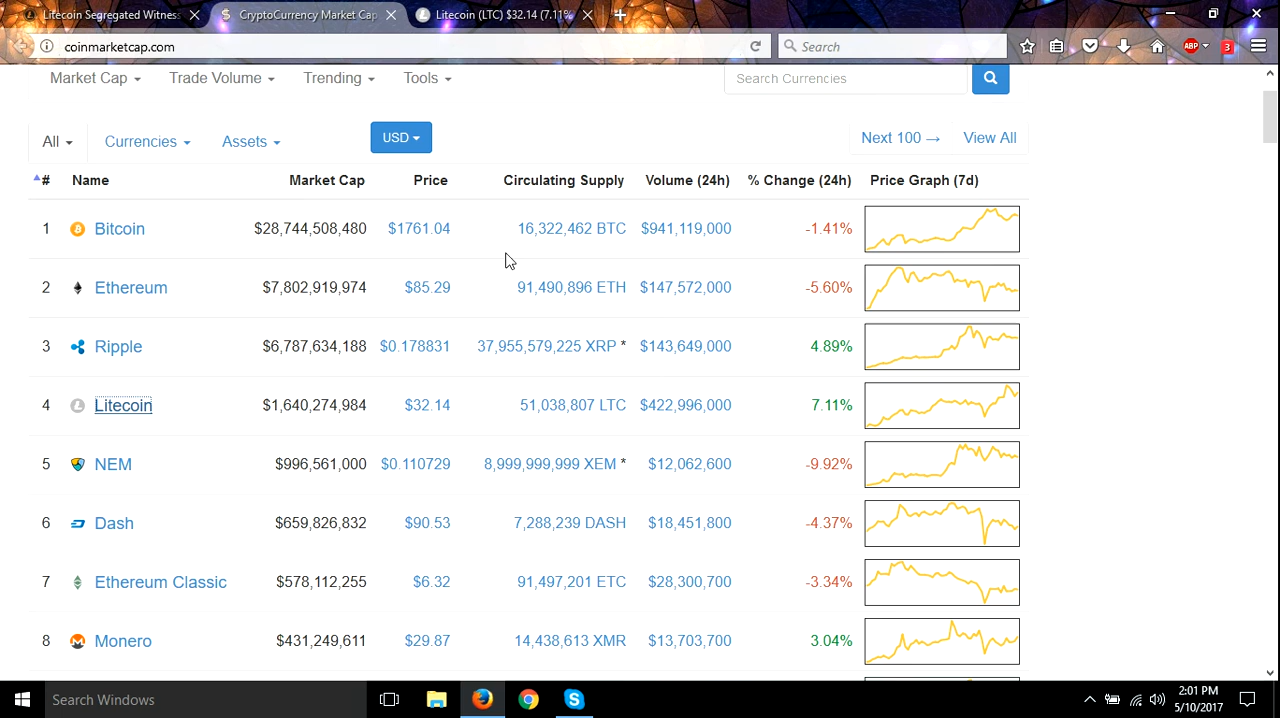 Litecoin Segregated Witness
CryptoCurrency Market Cap
Litecoin (LTC) $32.14 (7.11%
coinmarketcap.com
Search
ABP
3
Market Cap
Trade Volume
Trending
Tools
Search Currencies
All
Currencies
Assets
USD
Next 100 →
View All
# Name Market Cap Price Circulating Supply Volume (24h) % Change (24h) Price Graph (7d)
1 Bitcoin $28,744,508,480 $1761.04 16,322,462 BTC $941,119,000 -1.41%
2 Ethereum $7,802,919,974 $85.29 91,490,896 ETH $147,572,000 -5.60%
3 Ripple $6,787,634,188 $0.178831 37,955,579,225 XRP * $143,649,000 4.89%
4 Litecoin $1,640,274,984 $32.14 51,038,807 LTC $422,996,000 7.11%
5 NEM $996,561,000 $0.110729 8,999,999,999 XEM * $12,062,600 -9.92%
6 Dash $659,826,832 $90.53 7,288,239 DASH $18,451,800 -4.37%
7 Ethereum Classic $578,112,255 $6.32 91,497,201 ETC $28,300,700 -3.34%
8 Monero $431,249,611 $29.87 14,438,613 XMR $13,703,700 3.04%
Search Windows
2:01 PM
5/10/2017